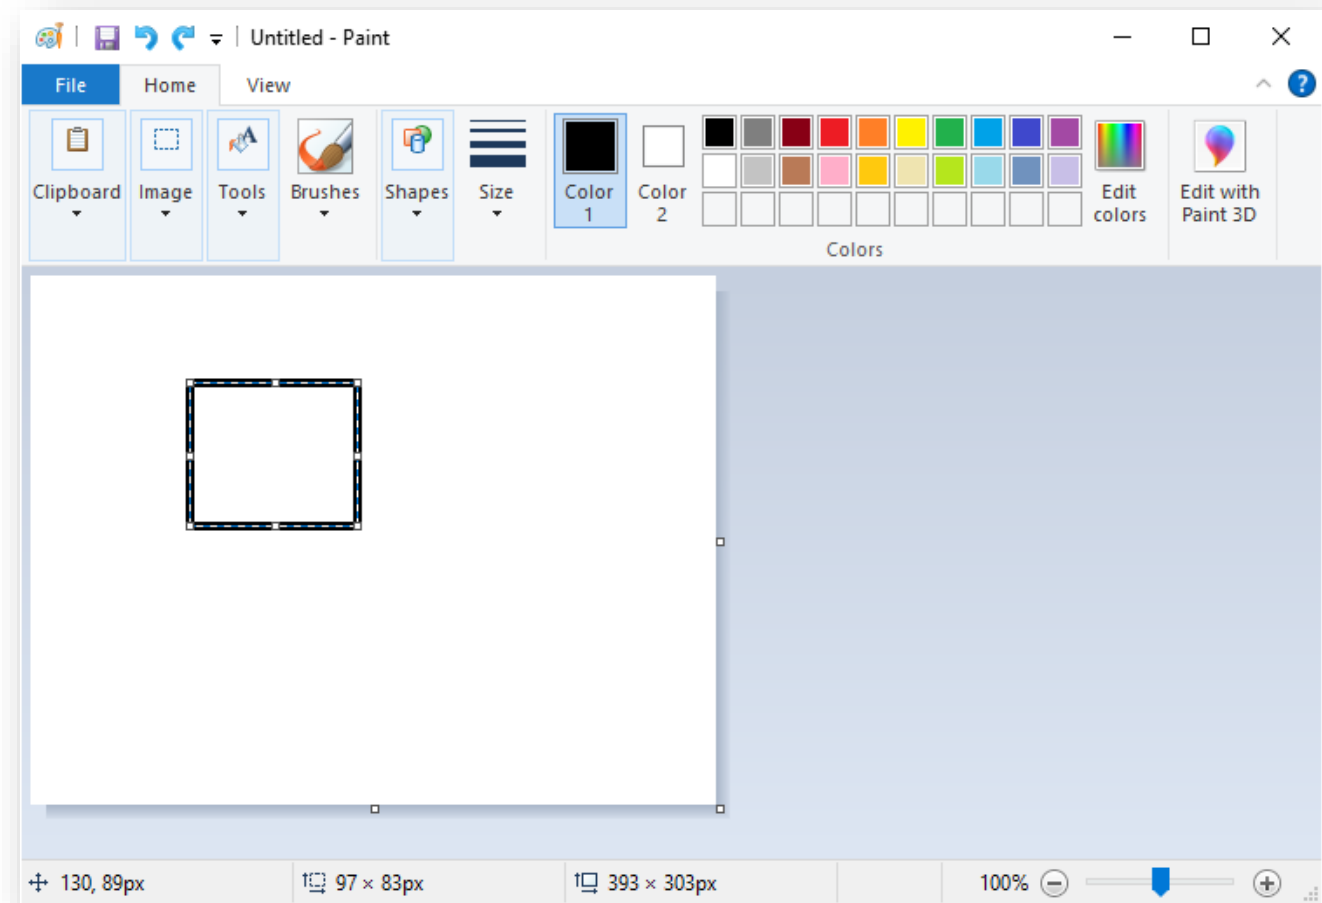 Untitled - Paint
File Home View
Clipboard Image Tools Brushes Shapes Size Color 1 Color 2 Edit colors Edit with Paint 3D
Colors
130, 89px 97 × 83px 393 × 303px 100%